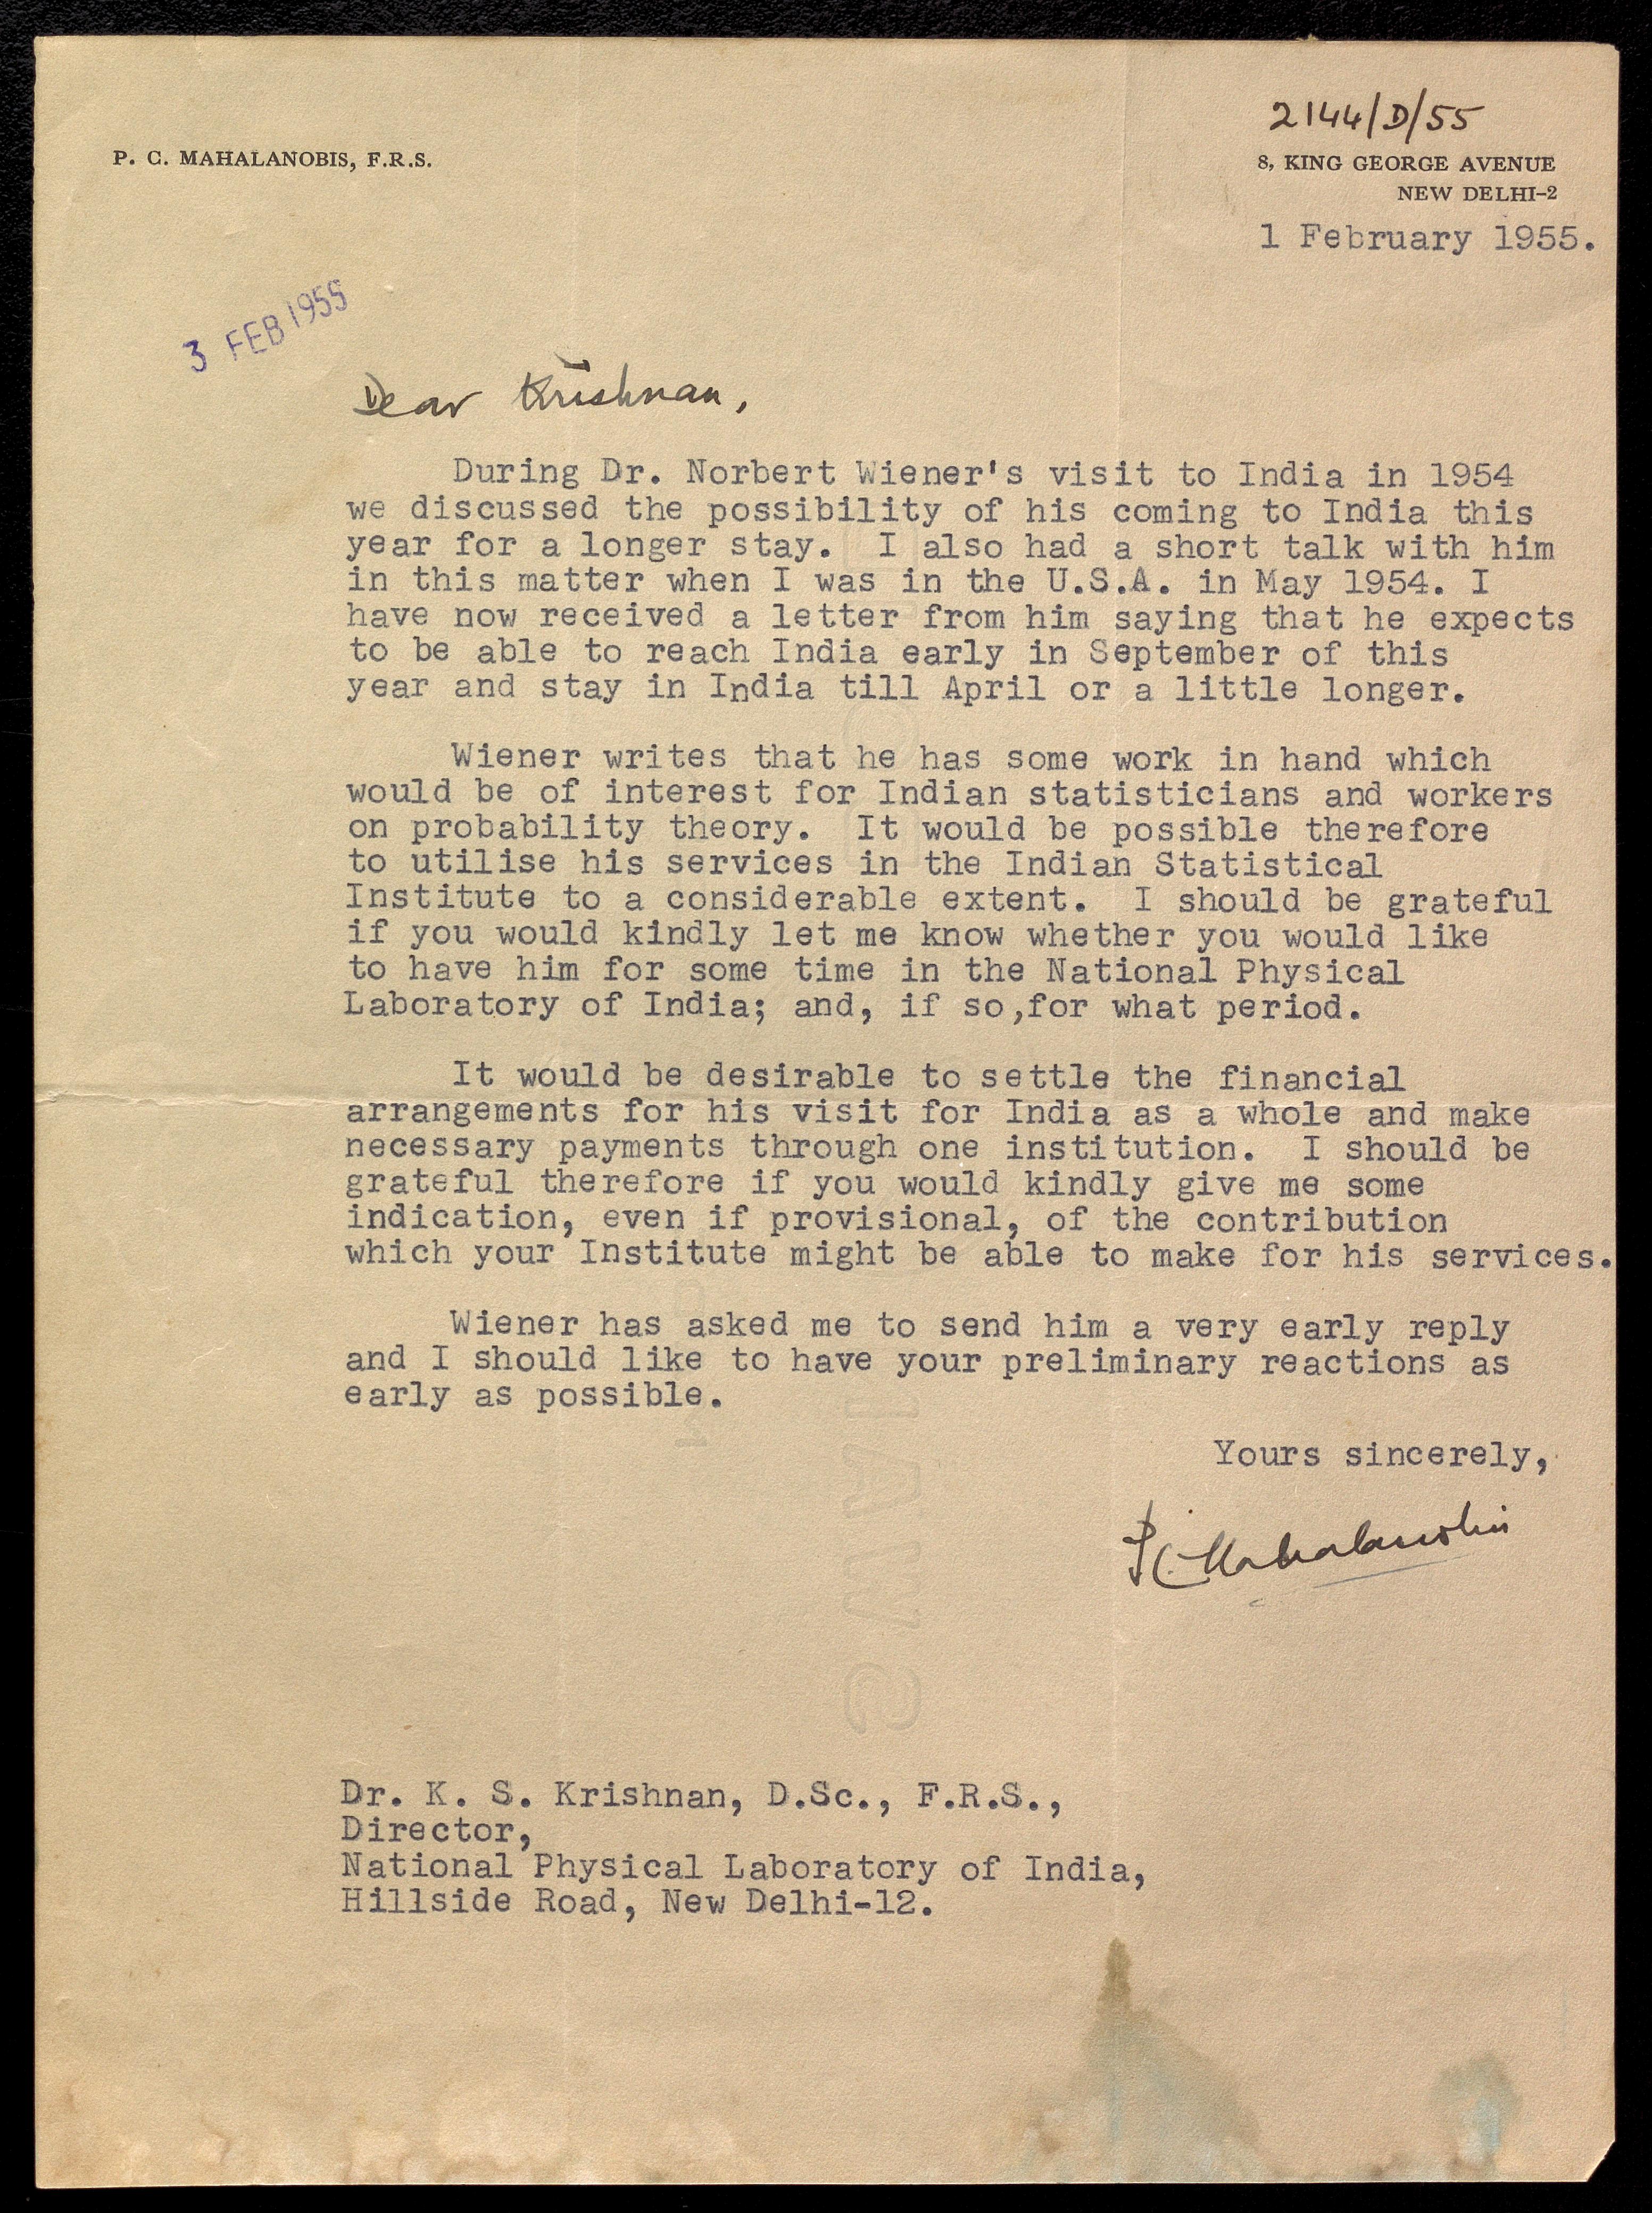 2144/D/55
P. C. MAHALANOBIS, F.R.S.
8, KING GEORGE AVENUE
NEW DELHI-2
1 February 1955.
3 FEB 1955
Dear Krishnan,
During Dr. Norbert Wiener's visit to India in 1954
we discussed the possibility of his coming to India this
year for a longer stay. I also had a short talk with him
in this matter when I was in the U.S.A. in May 1954. I
have now received a letter from him saying that he expects
to be able to reach India early in September of this
year and stay in India till April or a little longer.
Wiener writes that he has some work in hand which
would be of interest for Indian statisticians and workers
on probability theory. It would be possible therefore
to utilise his services in the Indian Statistical
Institute to a considerable extent. I should be grateful
if you would kindly let me know whether you would like
to have him for some time in the National Physical
Laboratory of India; and, if so,for what period.
It would be desirable to settle the financial
arrangements for his visit for India as a whole and make
necessary payments through one institution. I should be
grateful therefore if you would kindly give me some
indication, even if provisional, of the contribution
which your Institute might be able to make for his services.
Wiener has asked me to send him a very early reply
and I should like to have your preliminary reactions as
early as possible.
Yours sincerely,
P.C. Mahalanobis
Dr. K. S. Krishnan, D.Sc., F.R.S.,
Director,
National Physical Laboratory of India,
Hillside Road, New Delhi-12.